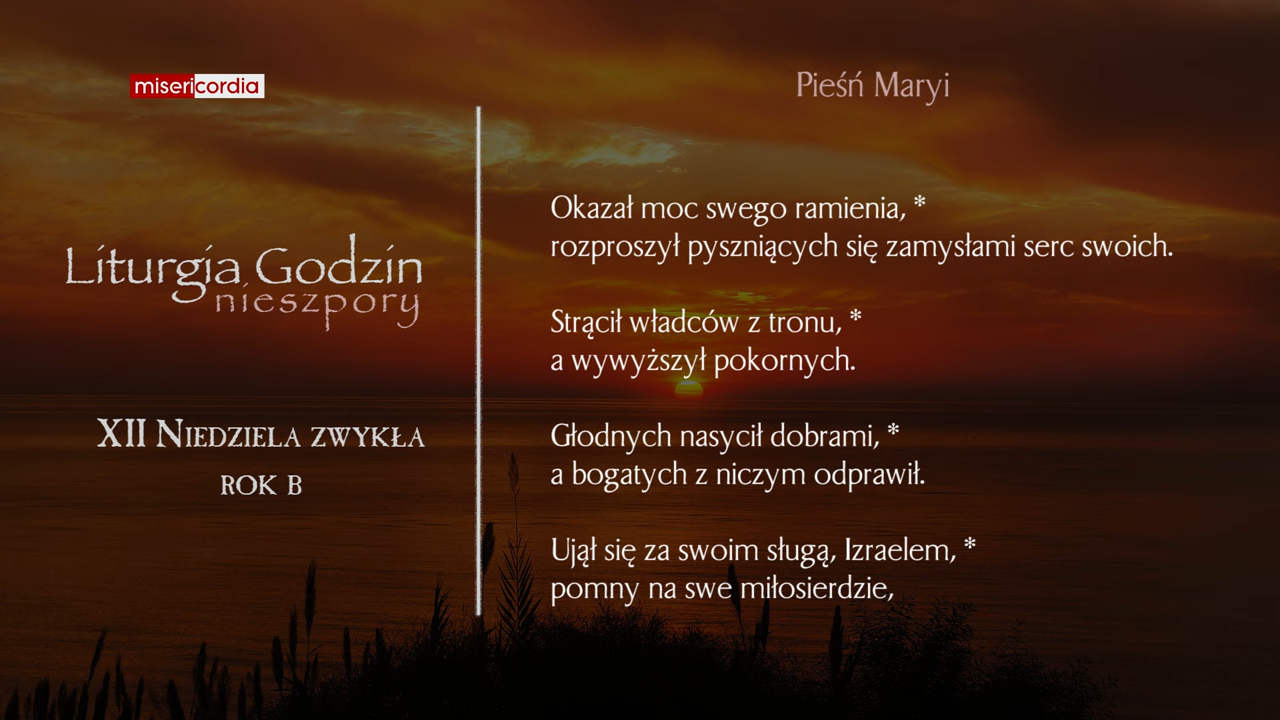 misericordia
Liturgia Godzin
nieszpory
XII Niedziela zwykła
rok B
Pieśń Maryi
Okazał moc swego ramienia, *
rozproszył pyszniących się zamysłami serc swoich.
Strącił władców z tronu, *
a wywyższył pokornych.
Głodnych nasycił dobrami, *
a bogatych z niczym odprawił.
Ujął się za swoim sługą, Izraelem, *
pomny na swe miłosierdzie,